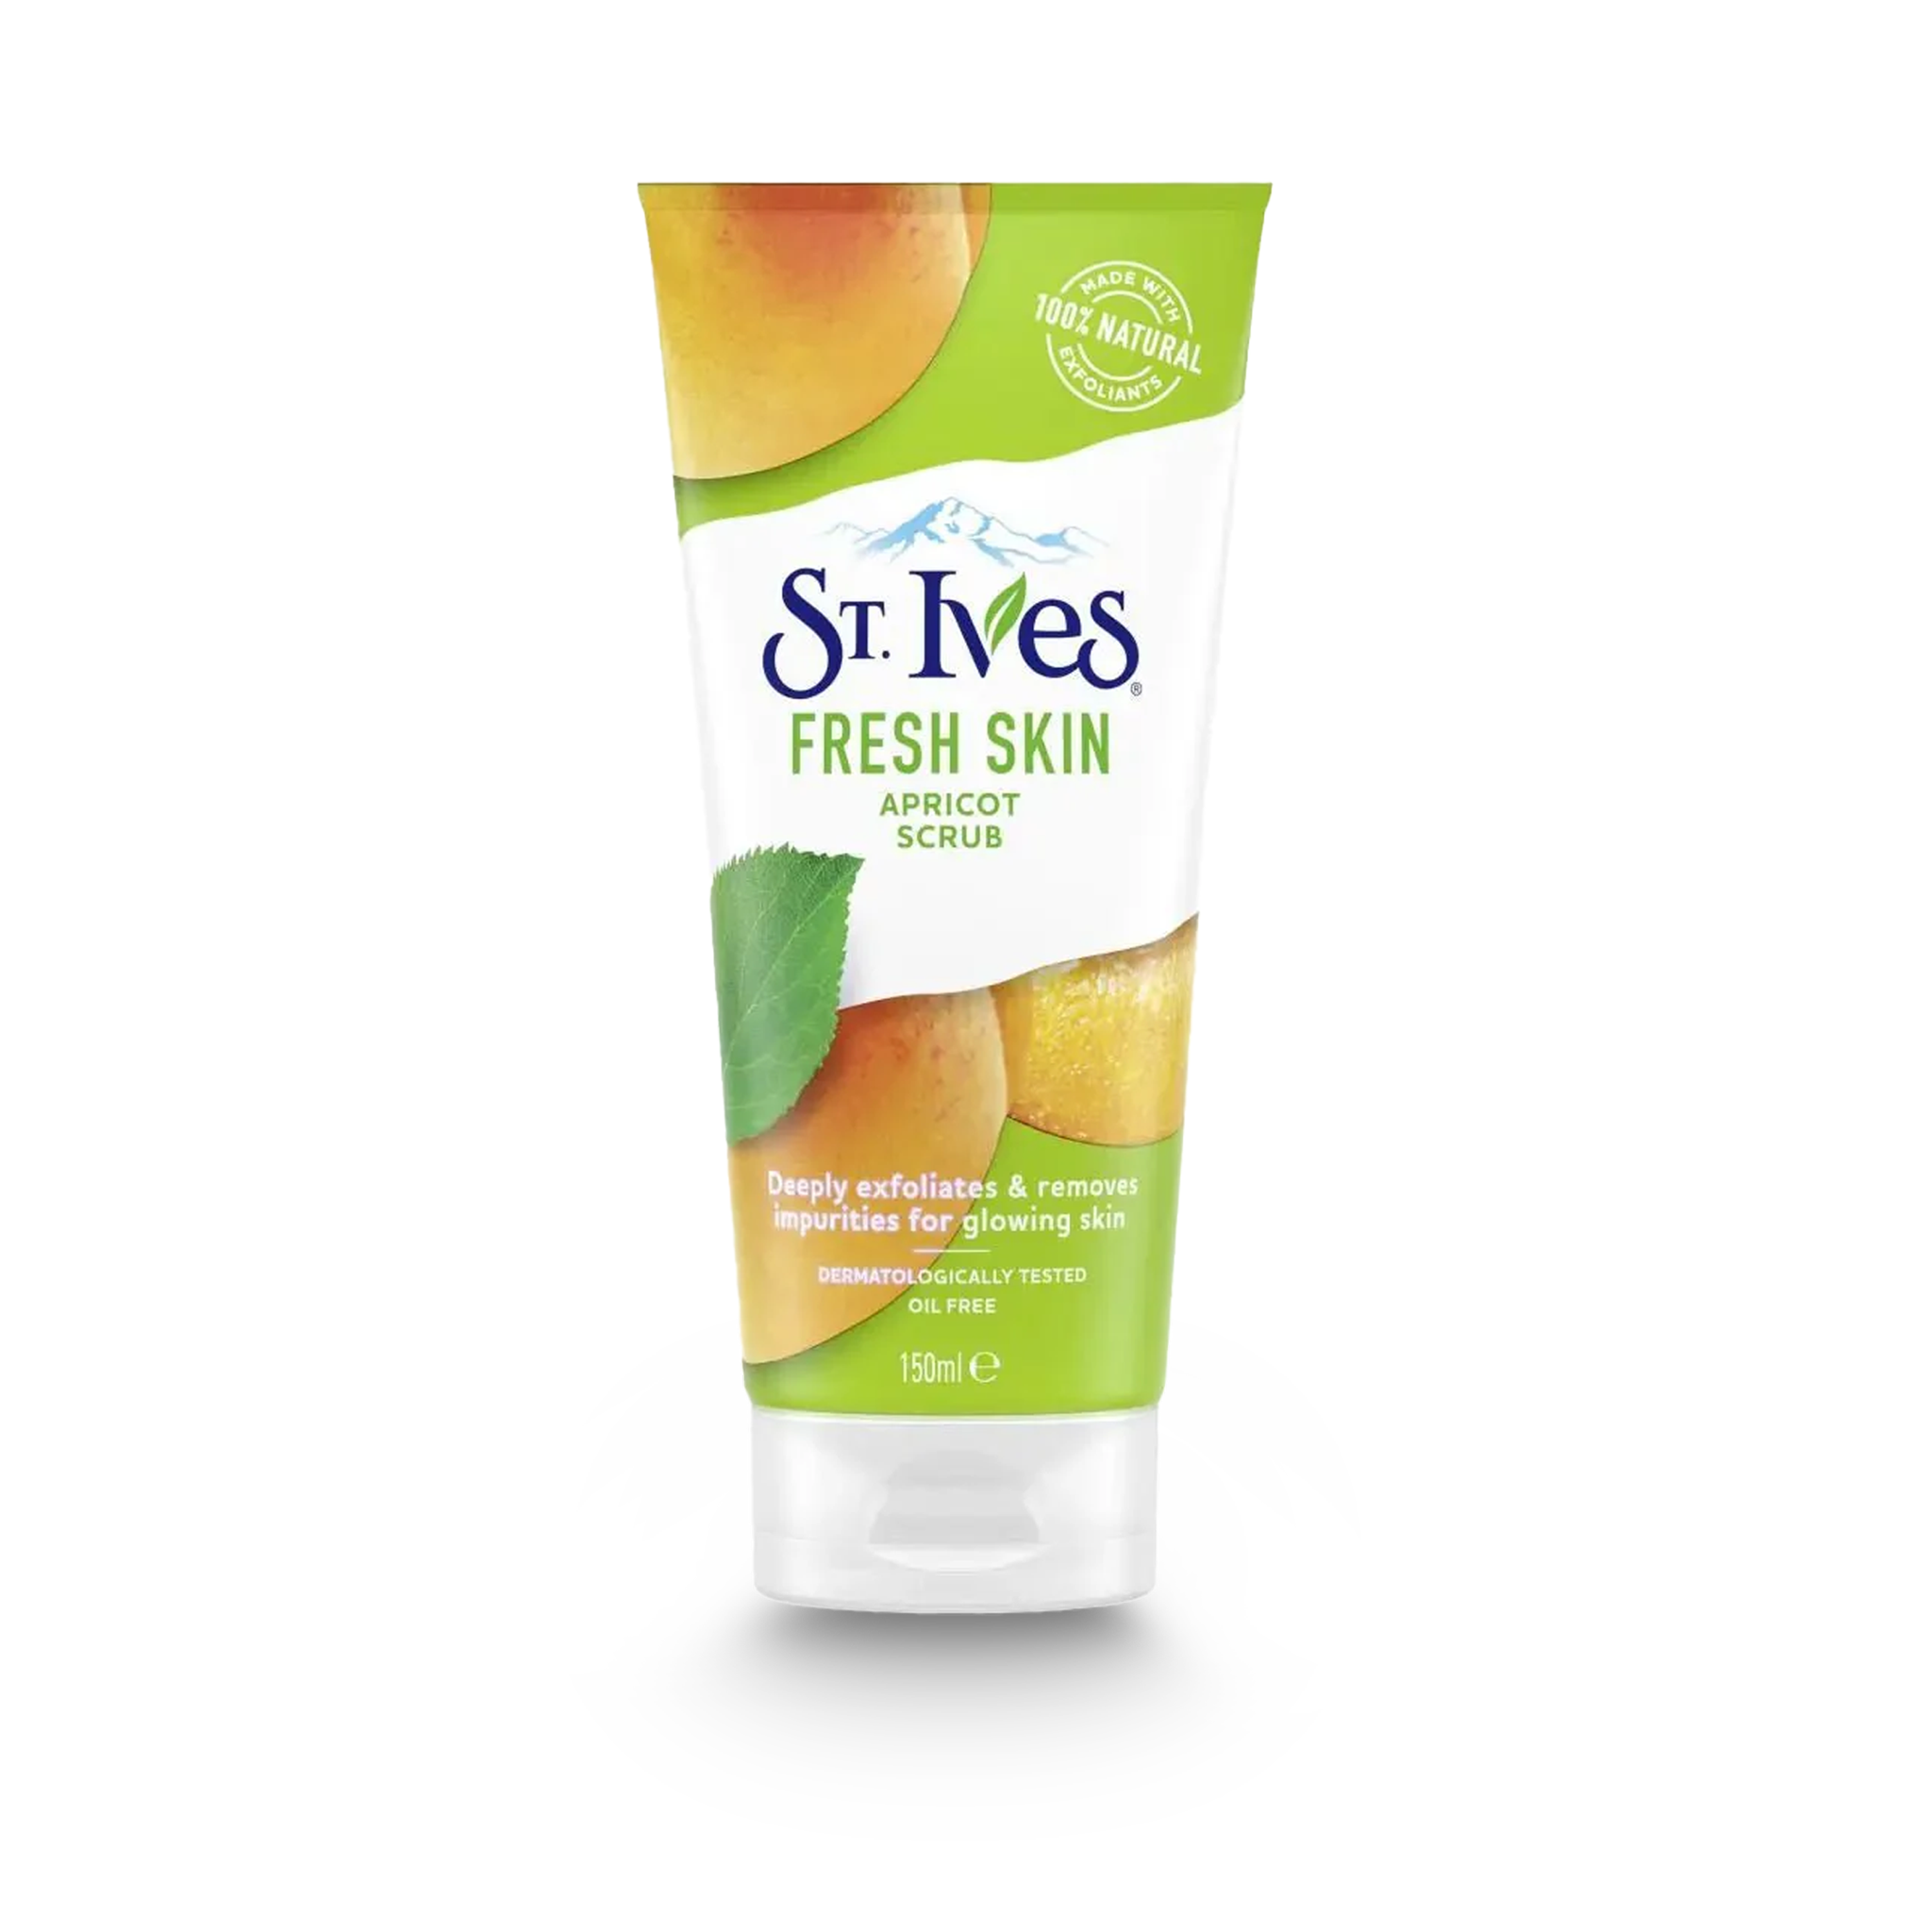 MADE WITH
100% NATURAL
EXFOLIANTS
ST. Ives®
FRESH SKIN
APRICOT
SCRUB
Deeply exfoliates & removes
impurities for glowing skin
DERMATOLOGICALLY TESTED
OIL FREE
150ml ℮